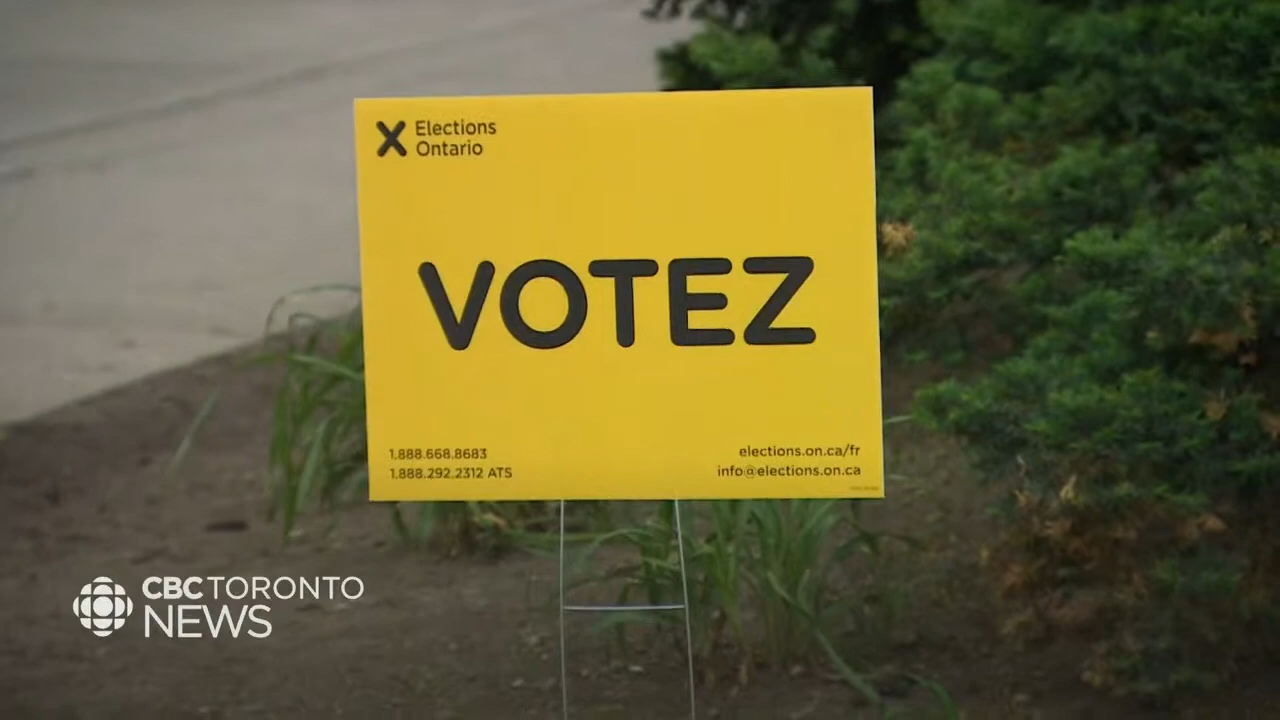 Elections
Ontario
VOTEZ
1.888.668.8683
1.888.292.2312 ATS
elections.on.ca/fr
info@elections.on.ca
CBC TORONTO
NEWS